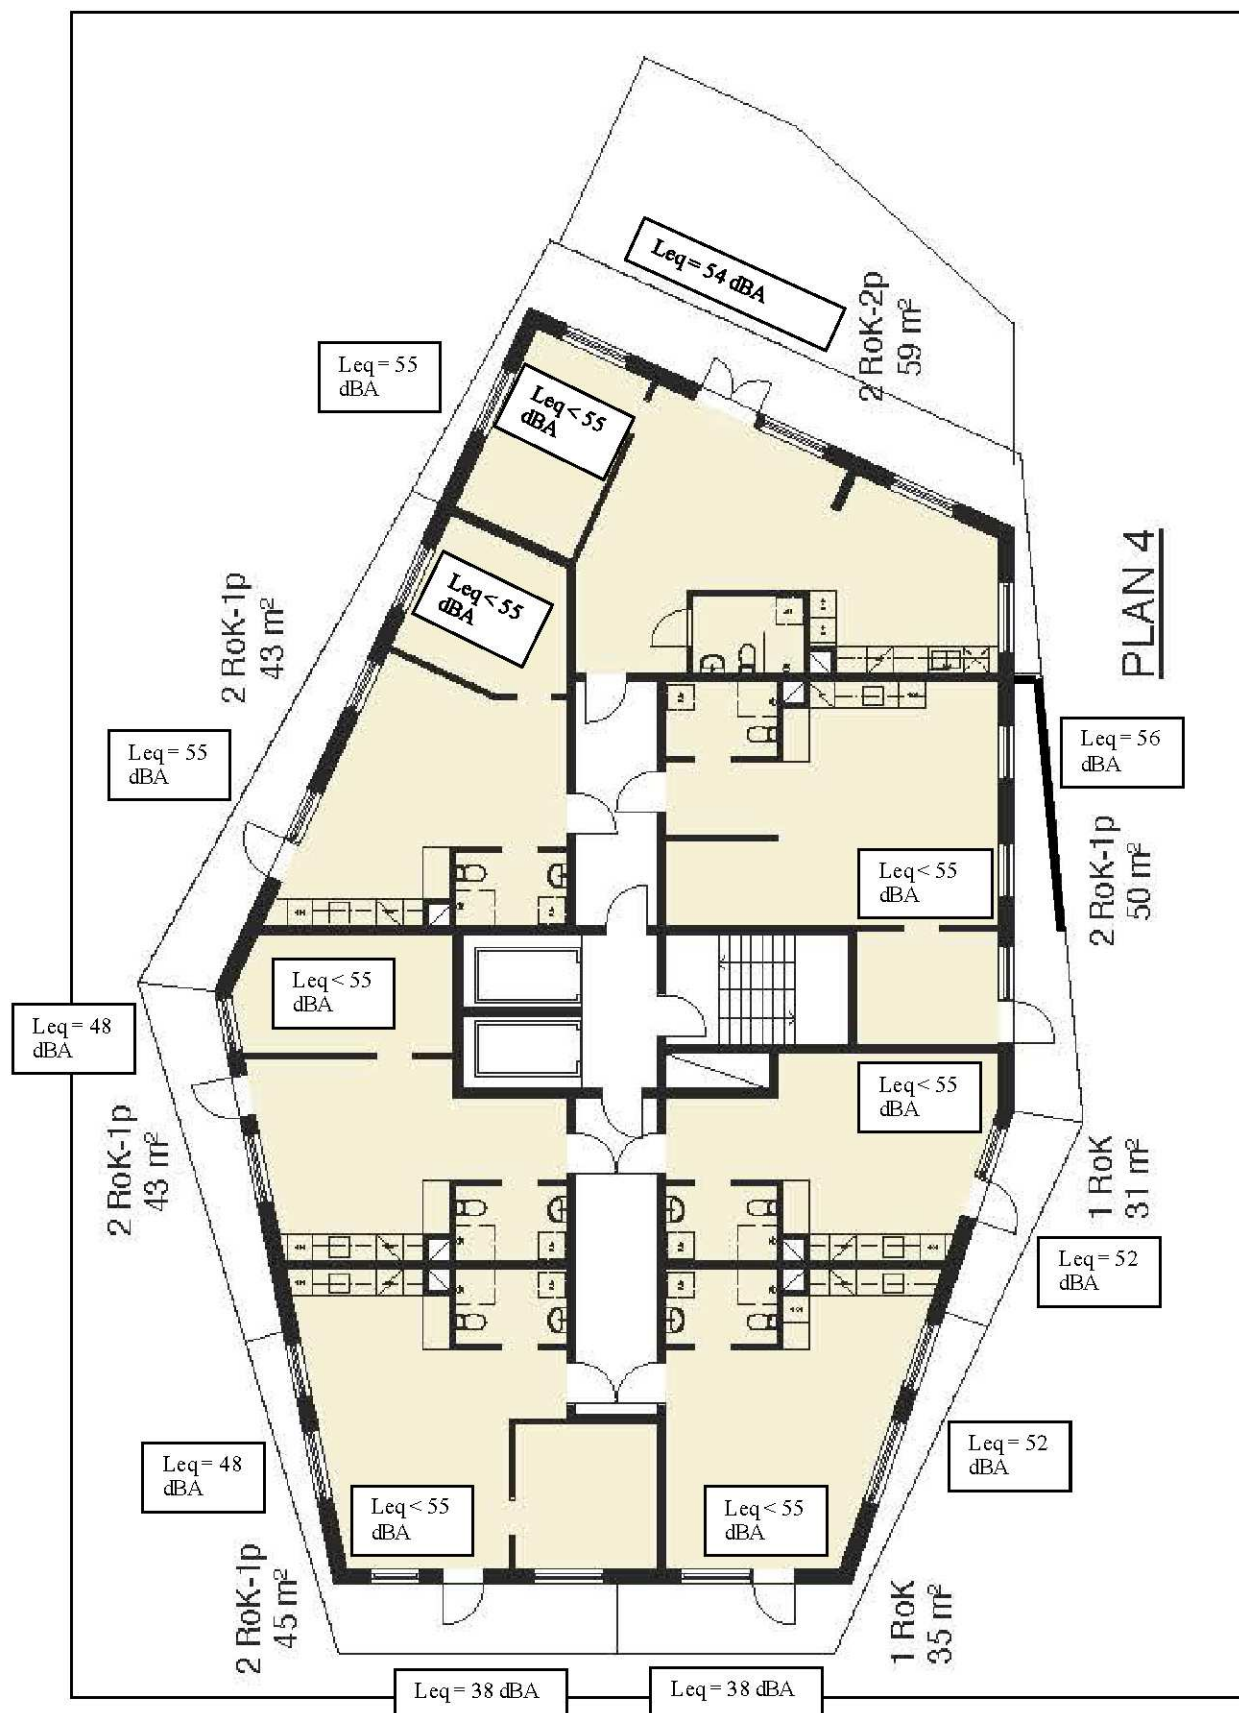 Leq = 54 dBA
2 RoK-2p
59 m²
Leq = 55
dBA
Leq < 55
dBA
Leq < 55
dBA
2 RoK-1p
43 m²
PLAN 4
Leq = 55
dBA
Leq = 56
dBA
Leq < 55
dBA
2 RoK-1p
50 m²
Leq < 55
dBA
Leq = 48
dBA
Leq < 55
dBA
2 RoK-1p
43 m²
1 RoK
31 m²
Leq = 52
dBA
Leq = 48
dBA
Leq = 52
dBA
Leq < 55
dBA
Leq < 55
dBA
2 RoK-1p
45 m²
1 RoK
35 m²
Leq = 38 dBA
Leq = 38 dBA